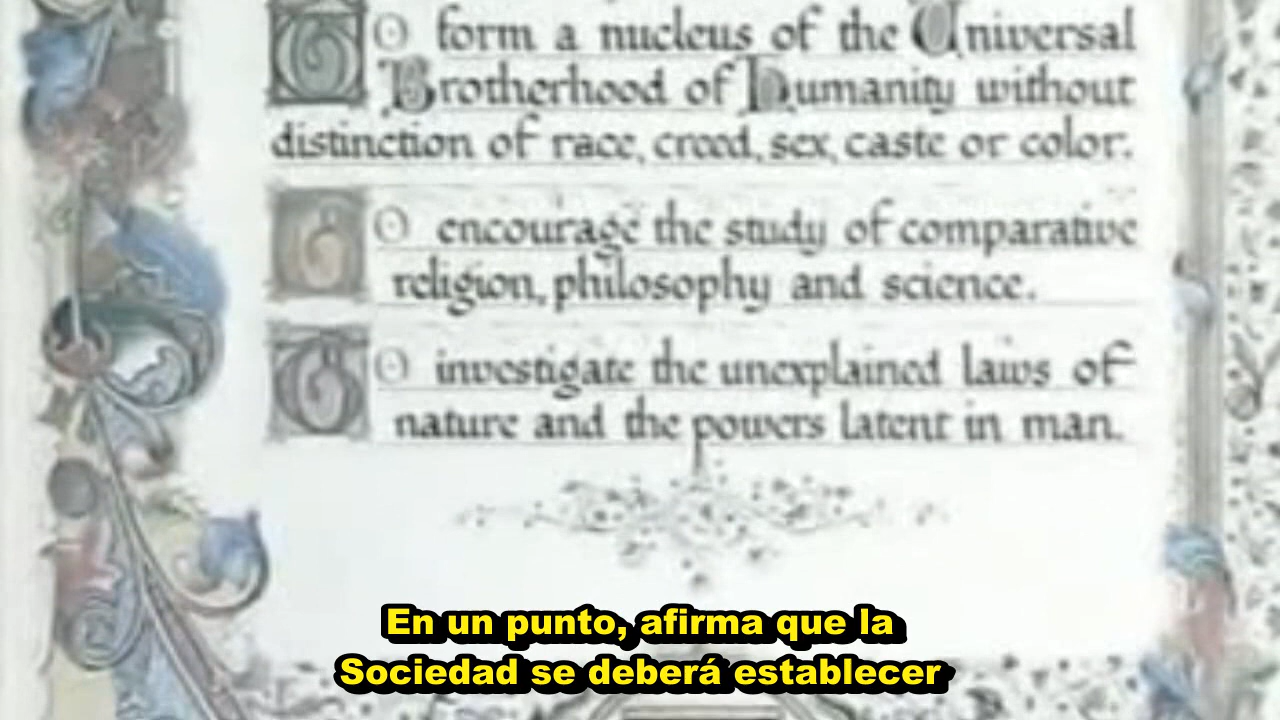 To form a nucleus of the Universal
Brotherhood of Humanity without
distinction of race, creed, sex, caste or color.
To encourage the study of comparative
religion, philosophy and science.
To investigate the unexplained laws of
nature and the powers latent in man.
En un punto, afirma que la
Sociedad se deberá establecer